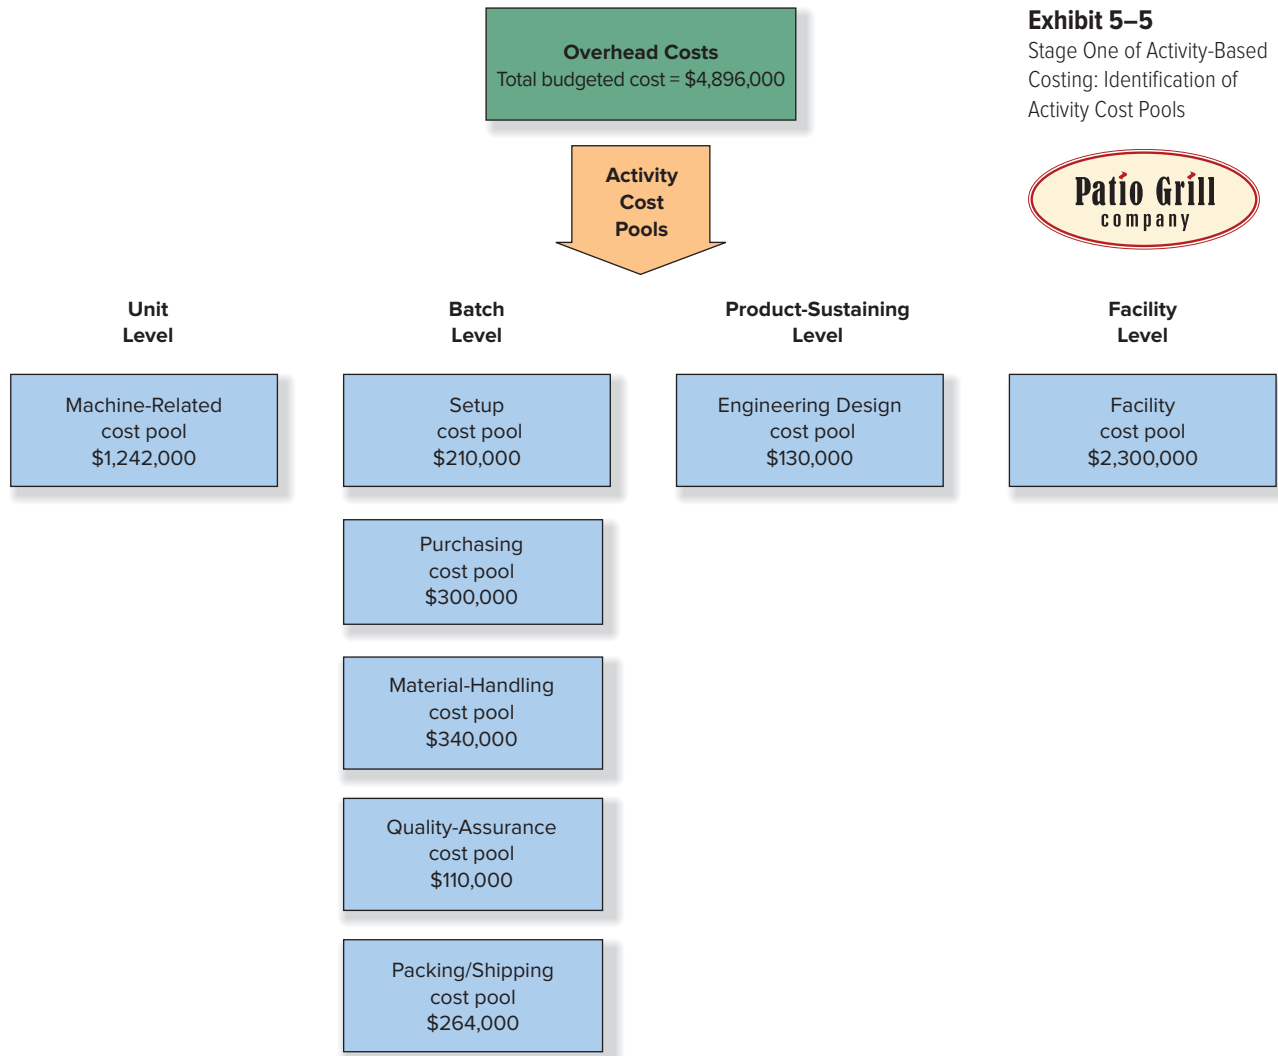 Overhead Costs
Total budgeted cost = $4,896,000
Exhibit 5–5
Stage One of Activity-Based
Costing: Identification of
Activity Cost Pools
Patio Grill
company
Activity
Cost
Pools
Unit
Level
Batch
Level
Product-Sustaining
Level
Facility
Level
Machine-Related
cost pool
$1,242,000
Setup
cost pool
$210,000
Engineering Design
cost pool
$130,000
Facility
cost pool
$2,300,000
Purchasing
cost pool
$300,000
Material-Handling
cost pool
$340,000
Quality-Assurance
cost pool
$110,000
Packing/Shipping
cost pool
$264,000